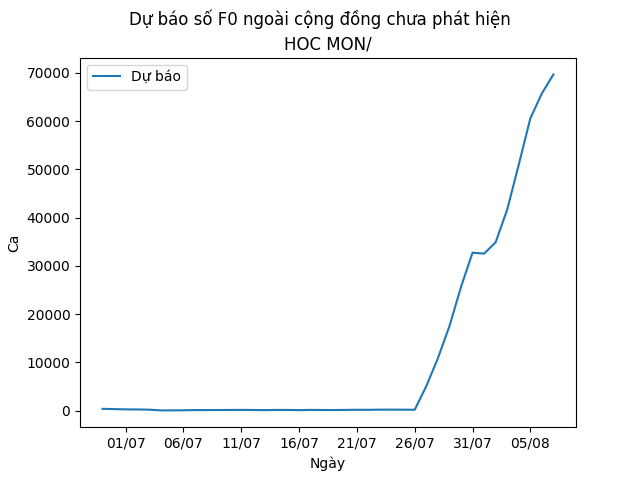 Dự báo số F0 ngoài cộng đồng chưa phát hiện
HOC MON/
Dự báo
70000
60000
50000
40000
30000
20000
10000
0
Ca
01/07 06/07 11/07 16/07 21/07 26/07 31/07 05/08
Ngày